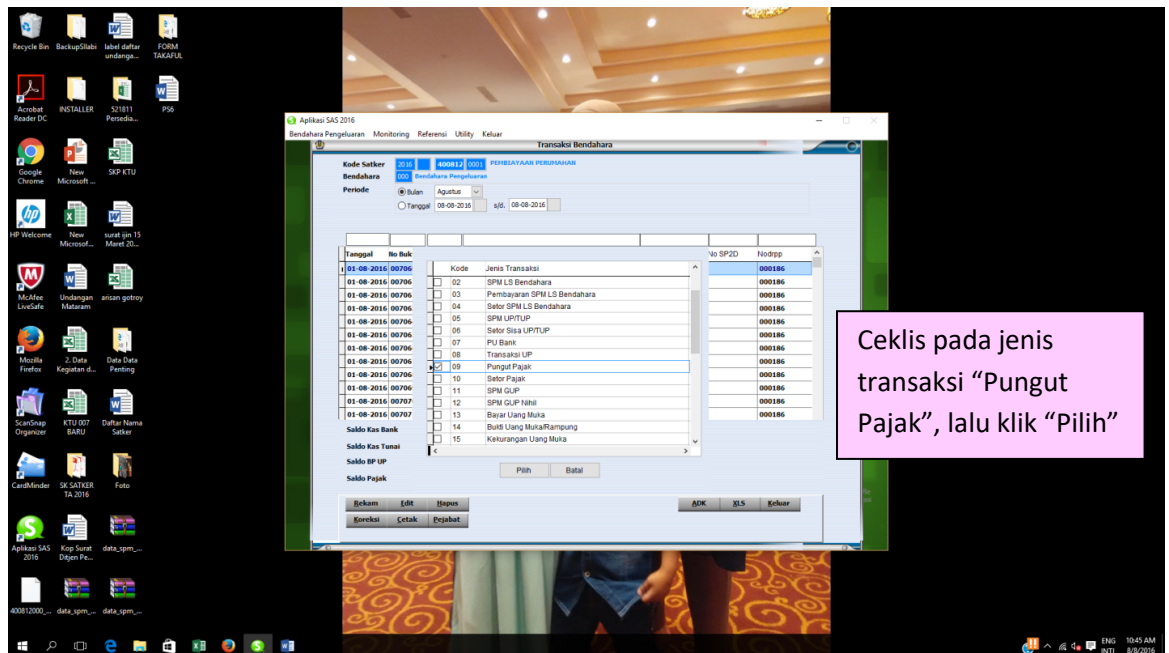 Recycle Bin
BackupSllabi
label daftar
undanga...
FORM
TAKAFUL
Acrobat
Reader DC
INSTALLER
521811
Persedia...
PS6
Google
Chrome
New
Microsoft ...
SKP KTU
HP Welcome
New
Microsof...
surat ijin 15
Maret 20...
McAfee
LiveSafe
Undangan
Mataram
arisan gotroy
Mozilla
Firefox
2. Data
Kegiatan d...
Data Data
Penting
ScanSnap
Organizer
KTU 007
BARU
Daftar Nama
Satker
CardMinder
SK SATKER
TA 2016
Foto
Aplikasi SAS
2016
Kop Surat
Ditjen Pe...
data_spm_...
400812000_...
data_spm_...
data_spm_...
Aplikasi SAS 2016
Bendahara Pengeluaran Monitoring Referensi Utility Keluar
Transaksi Bendahara
Kode Satker 2016 400812 0001 PEMBIAYAAN PERUMAHAN
Bendahara 000 Bendahara Pengeluaran
Periode Bulan Agustus
Tanggal 08-08-2016 s/d. 08-08-2016
Tanggal No Buk No SP2D Nodrpp
01-08-2016 00706 000186
01-08-2016 00706 000186
01-08-2016 00706 000186
01-08-2016 00706 000186
01-08-2016 00706 000186
01-08-2016 00706 000186
01-08-2016 00706 000186
01-08-2016 00706 000186
01-08-2016 00706 000186
01-08-2016 00706 000186
01-08-2016 00707 000186
01-08-2016 00707 000186
Kode Jenis Transaksi
02 SPM LS Bendahara
03 Pembayaran SPM LS Bendahara
04 Setor SPM LS Bendahara
05 SPM UP/TUP
06 Setor Sisa UP/TUP
07 PU Bank
08 Transaksi UP
09 Pungut Pajak
10 Setor Pajak
11 SPM GUP
12 SPM GUP Nihil
13 Bayar Uang Muka
14 Bukti Uang Muka/Rampung
15 Kekurangan Uang Muka
Saldo Kas Bank
Saldo Kas Tunai
Saldo BP UP
Saldo Pajak
Pilih Batal
Rekam Edit Hapus ADK XLS Keluar
Koreksi Cetak Pejabat
Ceklis pada jenis
transaksi “Pungut
Pajak”, lalu klik “Pilih”
ENG 10:45 AM
INTL 8/8/2016